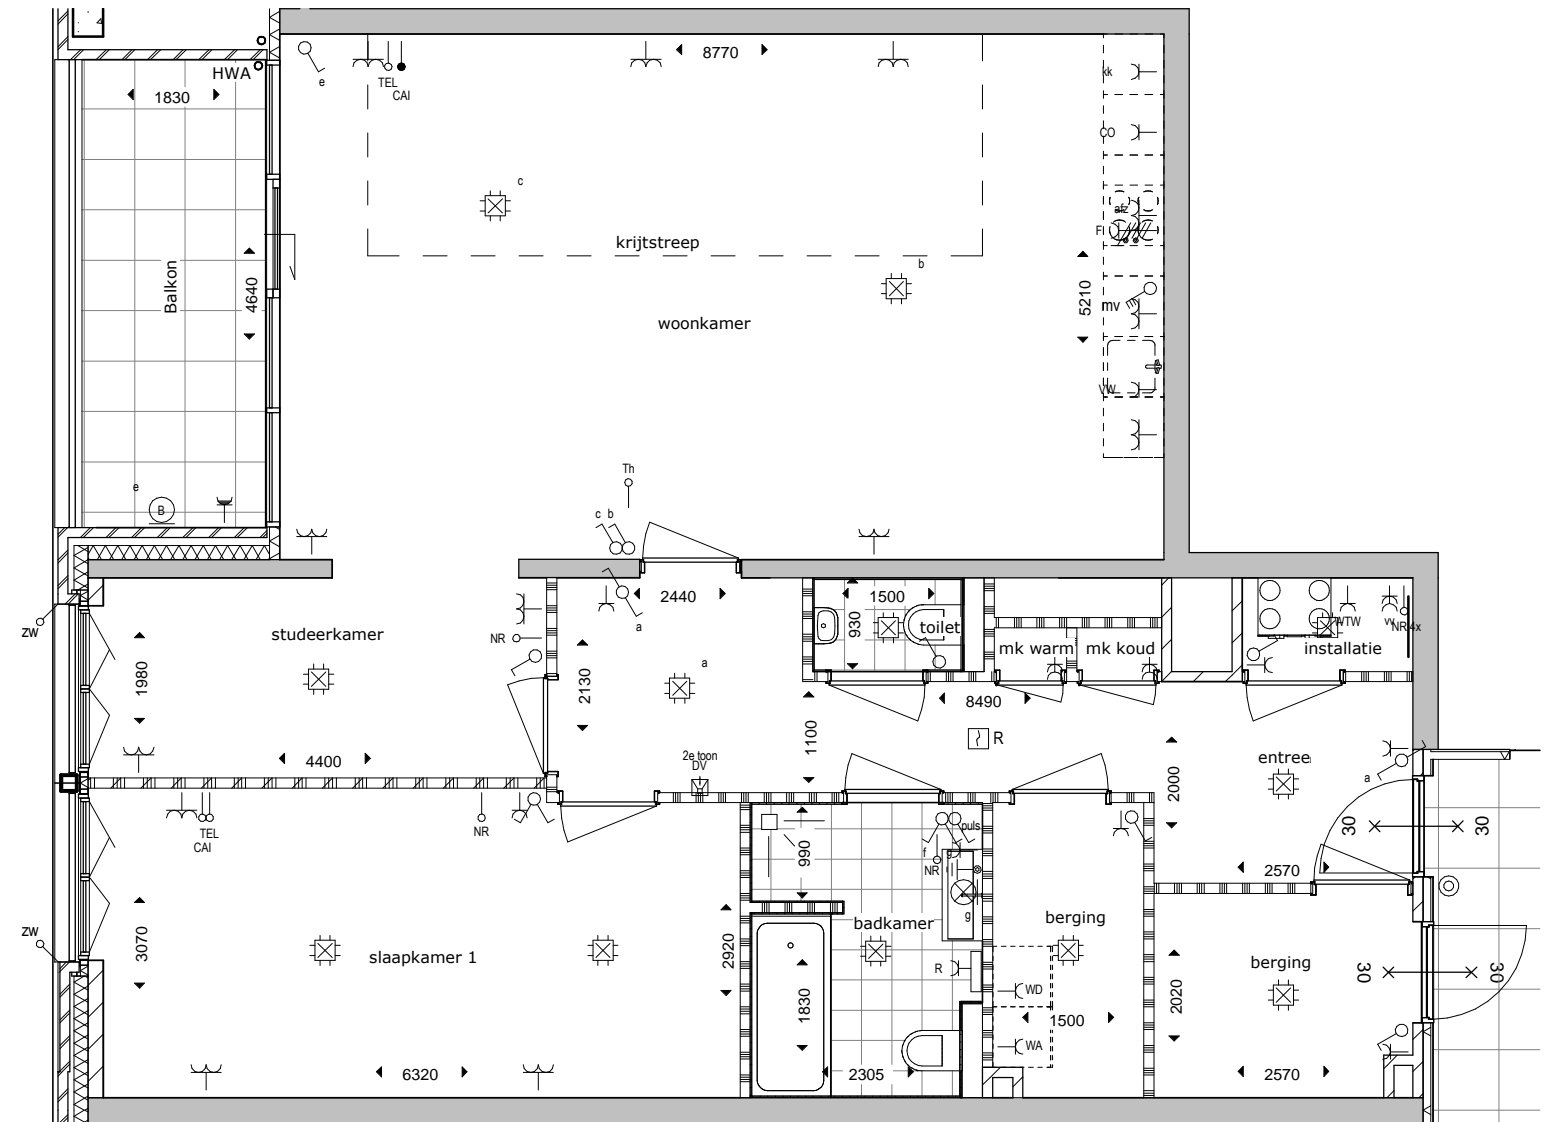 HWA
1830
e
TEL
CAI
8770
kk
CO
c
afz
F
krijtstreep
b
Balkon
4640
5210
mv
woonkamer
VW
Th
e
B
c b
2440
1500
930
toilet
ZW
studeerkamer
NR
a
mk warm
mk koud
WTW
vv
NR 4x
installatie
1980
2130
a
8490
R
1100
4400
2e toon
DV
entree
a
2000
30
30
TEL
CAI
NR
990
puls
f
g
NR
2570
g
ZW
3070
slaapkamer 1
2920
badkamer
berging
berging
R
WD
30
30
1830
2020
1500
WA
6320
2305
2570